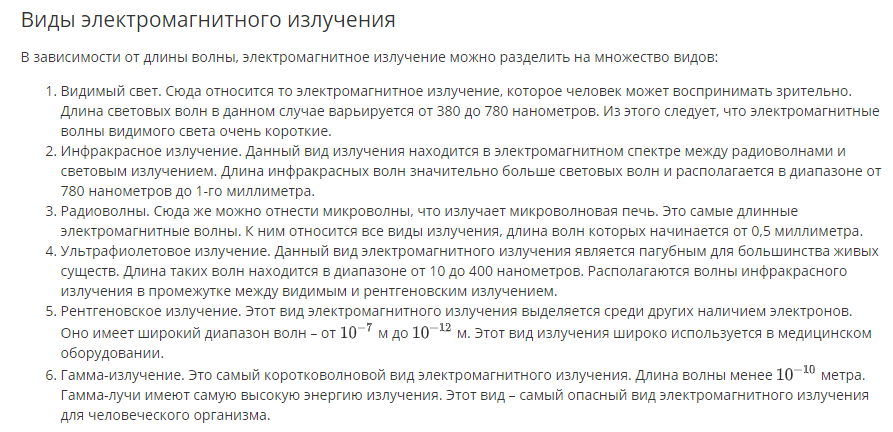 Виды электромагнитного излучения
В зависимости от длины волны, электромагнитное излучение можно разделить на множество видов:
1. Видимый свет. Сюда относится то электромагнитное излучение, которое человек может воспринимать зрительно.
Длина световых волн в данном случае варьируется от 380 до 780 нанометров. Из этого следует, что электромагнитные
волны видимого света очень короткие.
2. Инфракрасное излучение. Данный вид излучения находится в электромагнитном спектре между радиоволнами и
световым излучением. Длина инфракрасных волн значительно больше световых волн и располагается в диапазоне от
780 нанометров до 1-го миллиметра.
3. Радиоволны. Сюда же можно отнести микроволны, что излучает микроволновая печь. Это самые длинные
электромагнитные волны. К ним относится все виды излучения, длина волн которых начинается от 0,5 миллиметра.
4. Ультрафиолетовое излучение. Данный вид электромагнитного излучения является пагубным для большинства живых
существ. Длина таких волн находится в диапазоне от 10 до 400 нанометров. Располагаются волны инфракрасного
излучения в промежутке между видимым и рентгеновским излучением.
5. Рентгеновское излучение. Этот вид электромагнитного излучения выделяется среди других наличием электронов.
Оно имеет широкий диапазон волн – от 10⁻⁷ м до 10⁻¹² м. Этот вид излучения широко используется в медицинском
оборудовании.
6. Гамма-излучение. Это самый коротковолновой вид электромагнитного излучения. Длина волны менее 10⁻¹⁰ метра.
Гамма-лучи имеют самую высокую энергию излучения. Этот вид – самый опасный вид электромагнитного излучения
для человеческого организма.